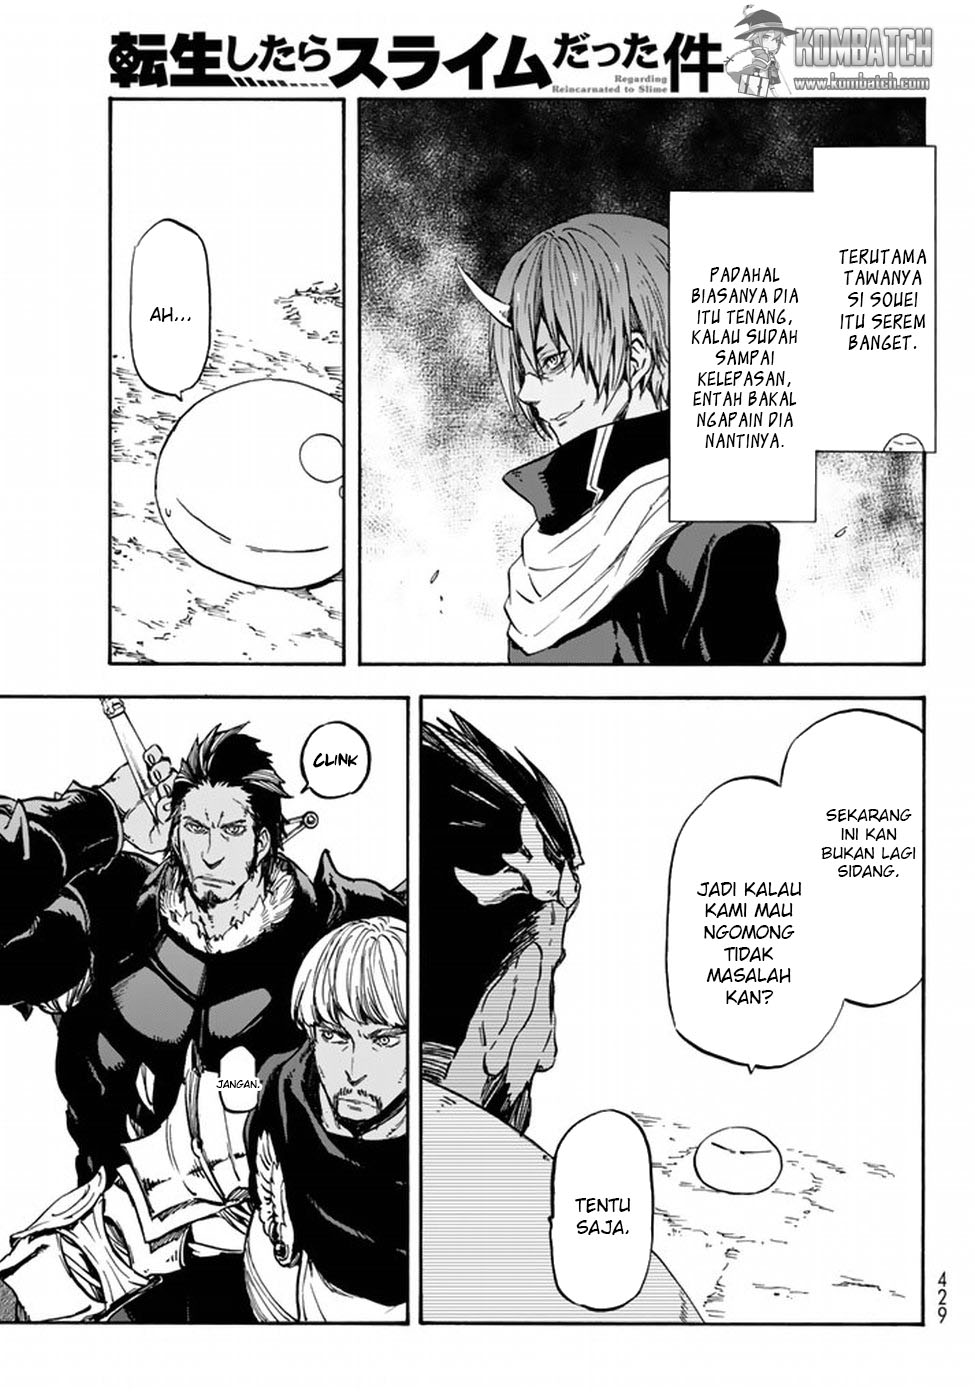 転生したらスライムだった件
Regarding
Reincarnated to Slime
KOMBATCH
www.kombatch.com
TERUTAMA
TAWANYA
SI SOUEI
ITU SEREM
BANGET.
PADAHAL
BIASANYA DIA
ITU TENANG,
KALAU SUDAH
SAMPAI
KELEPASAN,
ENTAH BAKAL
NGAPAIN DIA
NANTINYA.
AH...
SEKARANG
INI KAN
BUKAN LAGI
SIDANG.
JADI KALAU
KAMI MAU
NGOMONG
TIDAK
MASALAH
KAN?
TENTU
SAJA.
CLINK
JANGAN.
429